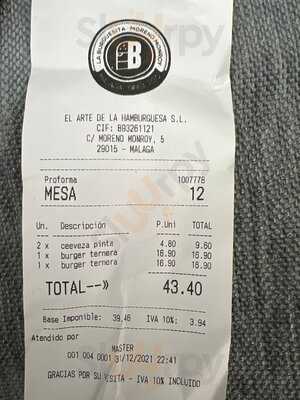 LA BURGUESITA · MORENO MONROY
B
EL ARTE DE LA HAMBURGUESA S.L.
CIF: B93261121
C/ MORENO MONROY, 5
29015 - MALAGA
Proforma 1007778
MESA 12
Un. Descripción P.Uni TOTAL
2 x ceeveza pinta 4.80 9.60
1 x burger ternera 16.90 16.90
1 x burger ternera 16.90 16.90
TOTAL--» 43.40
Base Imponible: 39,46 IVA 10%: 3.94
Atendido por
MASTER
001 004 0001 31/12/2021 22:41
GRACIAS POR SU VISITA - IVA 10% INCLUIDO